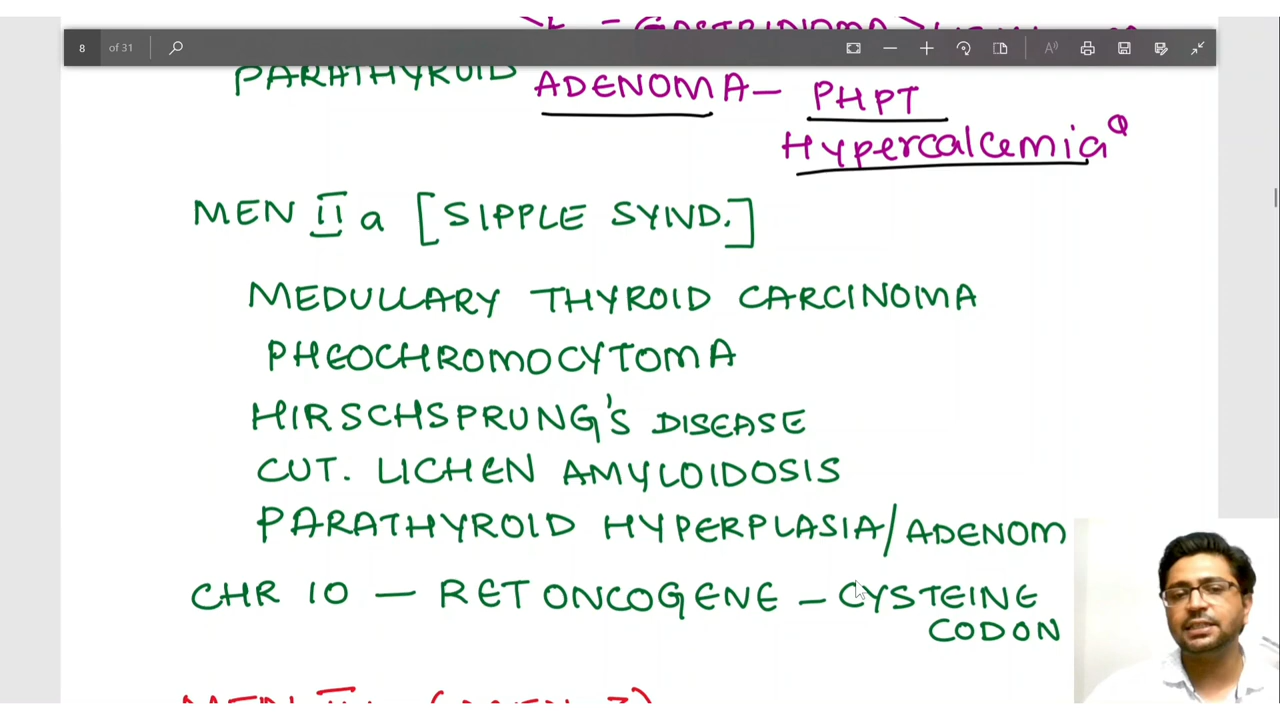 GASTRINOMA
8 of 31
PARATHYROID ADENOMA – PHPT
Hypercalcemia Q
MEN II a [SIPPLE SYND.]
MEDULLARY THYROID CARCINOMA
PHEOCHROMOCYTOMA
HIRSCHSPRUNG'S DISEASE
CUT. LICHEN AMYLOIDOSIS
PARATHYROID HYPERPLASIA/ADENOM
CHR 10 — RET ONCOGENE – CYSTEINE
CODON